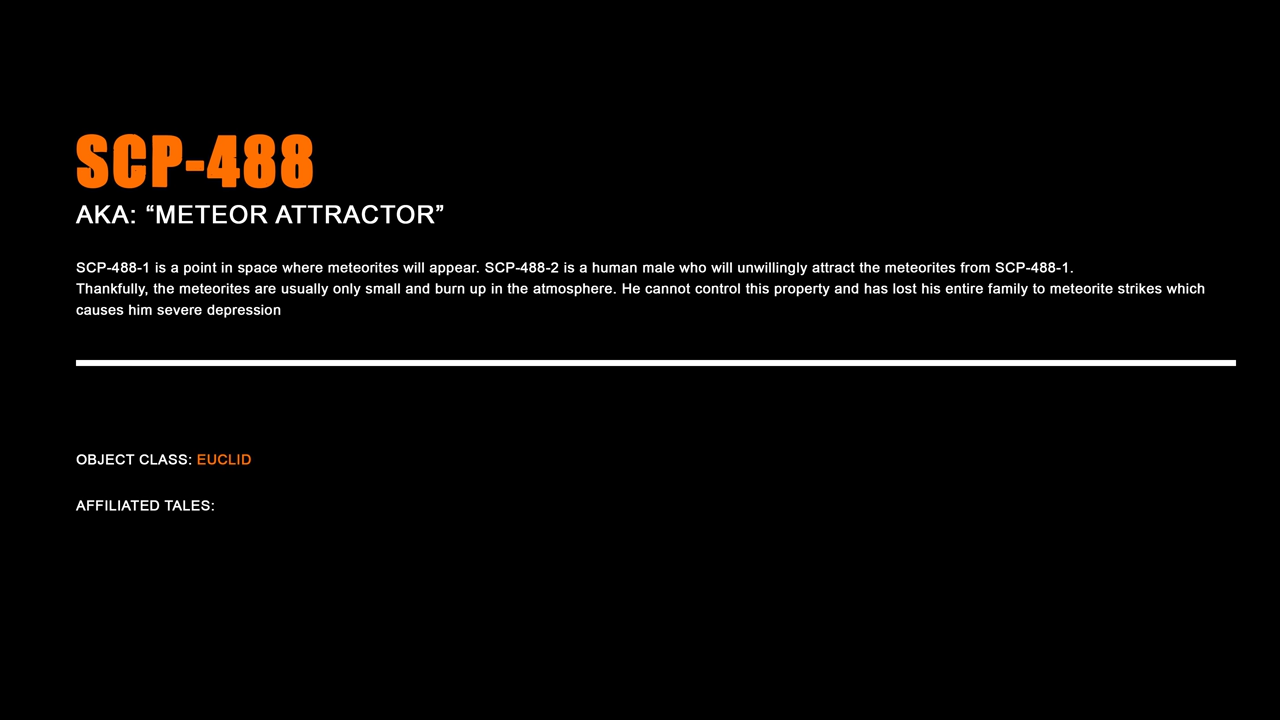 SCP-488
AKA: “METEOR ATTRACTOR”
SCP-488-1 is a point in space where meteorites will appear. SCP-488-2 is a human male who will unwillingly attract the meteorites from SCP-488-1.
Thankfully, the meteorites are usually only small and burn up in the atmosphere. He cannot control this property and has lost his entire family to meteorite strikes which
causes him severe depression
OBJECT CLASS: EUCLID
AFFILIATED TALES: